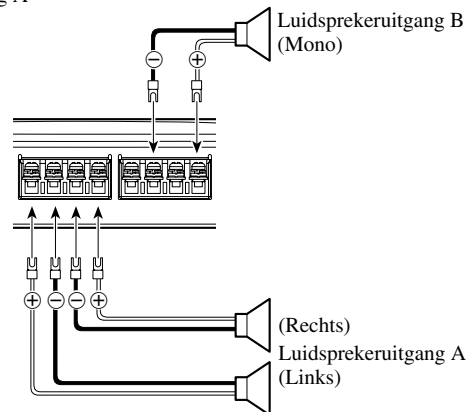 Luidsprekeruitgang B
(Mono)
⊖ ⊕
⊕ ⊖ ⊖ ⊕
(Rechts)
Luidsprekeruitgang A
(Links)